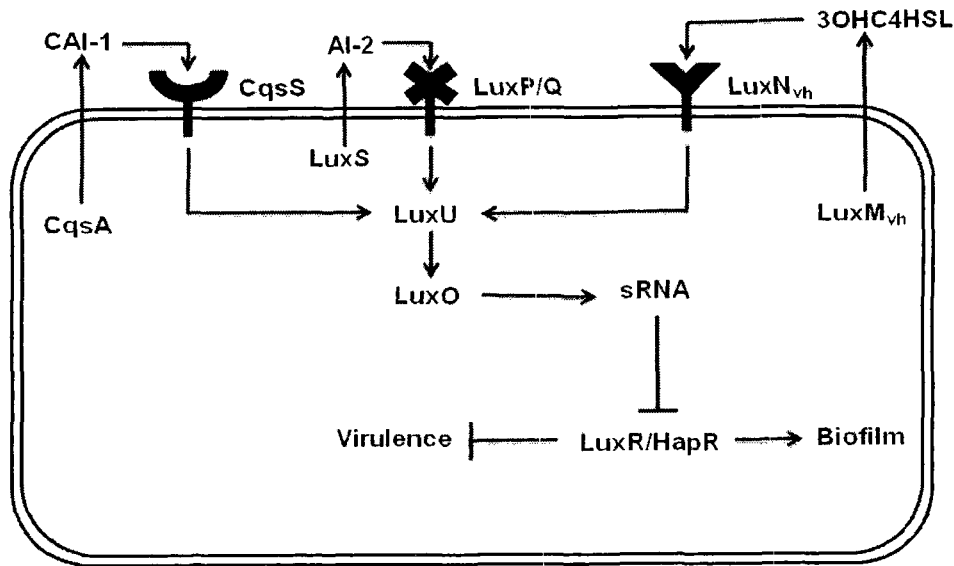 CAI-1
AI-2
3OHC4HSL
CqsS
LuxP/Q
LuxNvh
LuxS
CqsA
LuxU
LuxMvh
LuxO
sRNA
Virulence
LuxR/HapR
Biofilm